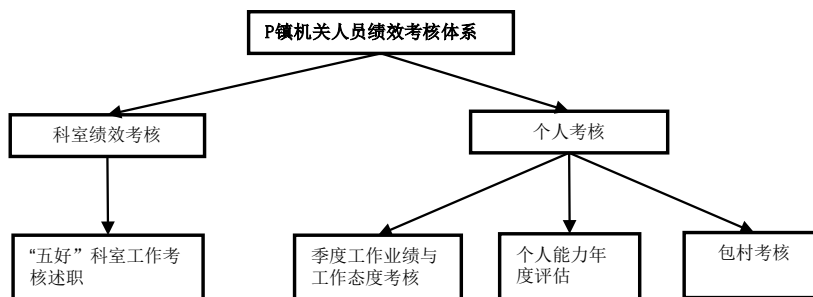 P镇机关人员绩效考核体系
科室绩效考核
个人考核
“五好”科室工作考
核述职
季度工作业绩与
工作态度考核
个人能力年
度评估
包村考核